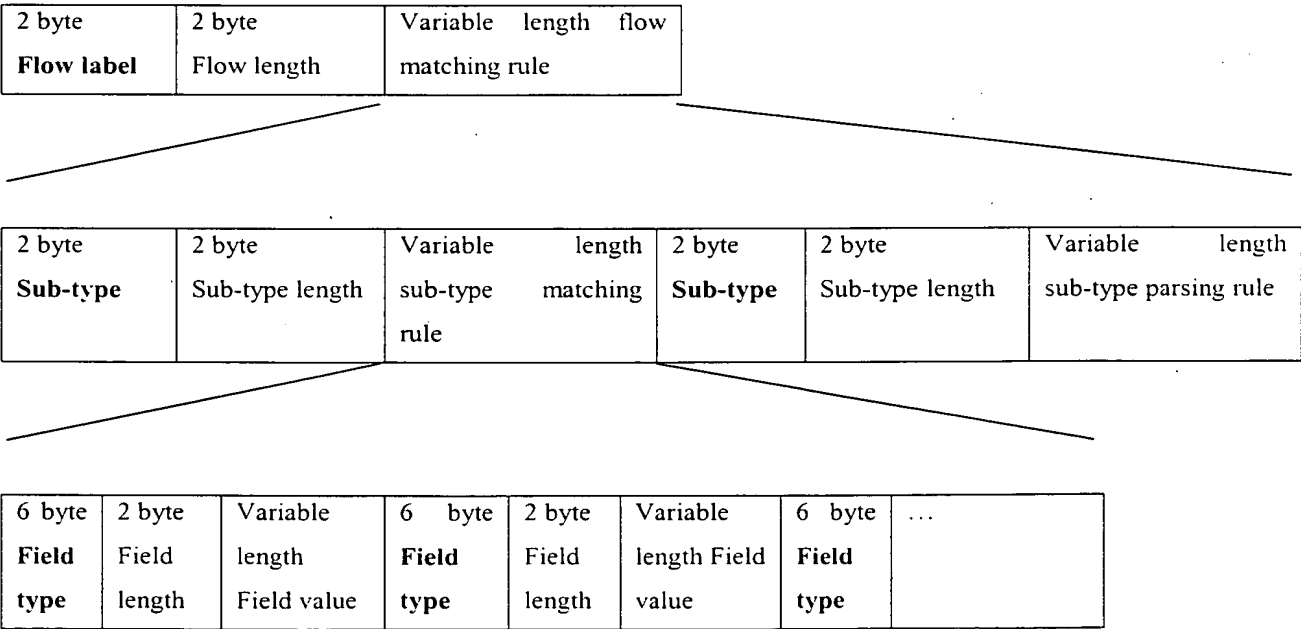 2 byte
Flow label
2 byte
Flow length
Variable length flow
matching rule
2 byte
Sub-type
2 byte
Sub-type length
Variable length
sub-type matching
rule
2 byte
Sub-type
2 byte
Sub-type length
Variable length
sub-type parsing rule
6 byte
Field
type
2 byte
Field
length
Variable
length
Field value
6 byte
Field
type
2 byte
Field
length
Variable
length Field
value
6 byte
Field
type
...